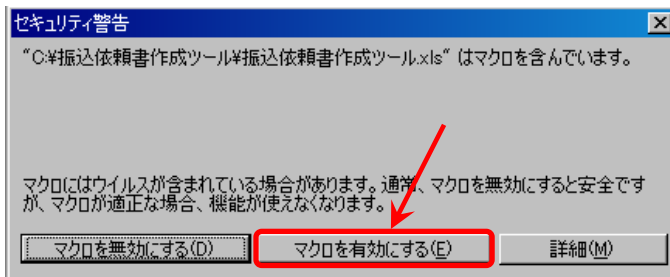 セキュリティ警告
"C:¥振込依頼書作成ツール¥振込依頼書作成ツール.xls" はマクロを含んでいます。
マクロにはウイルスが含まれている場合があります。通常、マクロを無効にすると安全です
が、マクロが適正な場合、機能が使えなくなります。
マクロを無効にする(D) マクロを有効にする(E) 詳細(M)